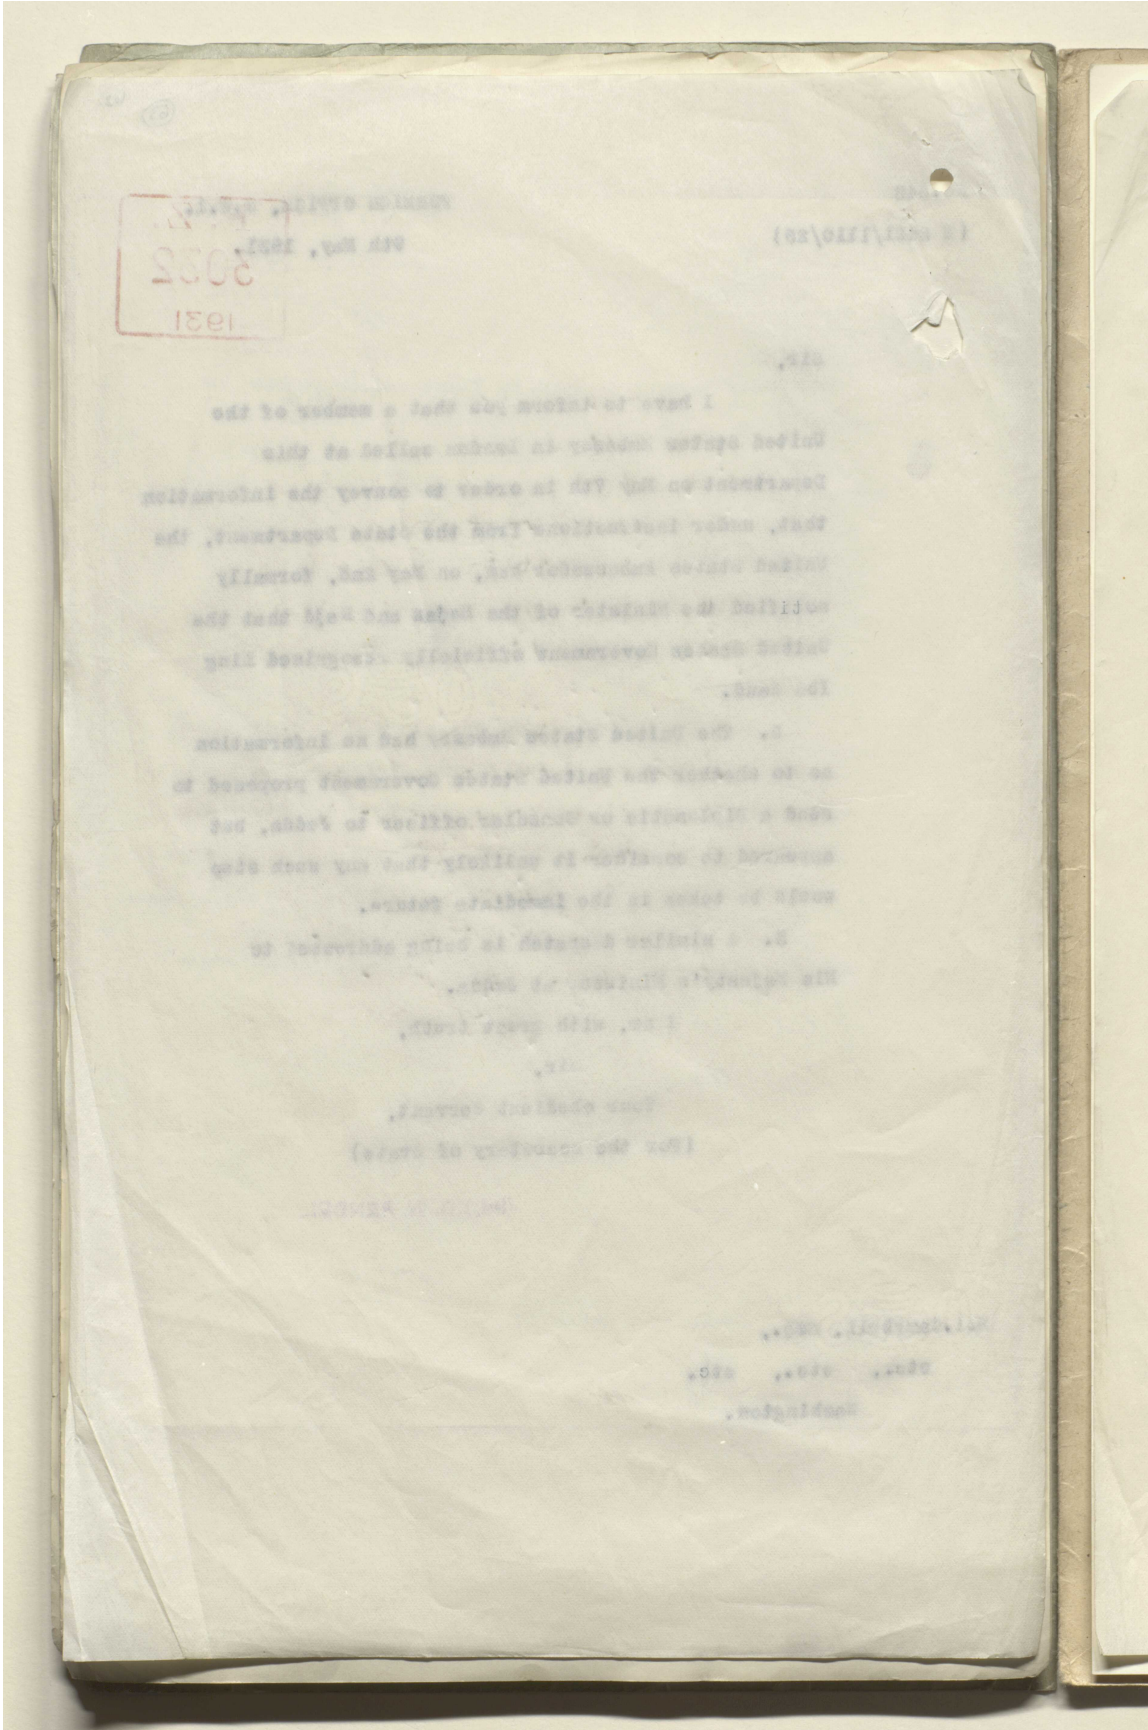 FOREIGN OFFICE, S.W.1.
9th May, 1931.
3022
1931
Sir,
I have to inform you that a member of the
United States Embassy in London called at this
Department on May 7th in order to convey the information
that, under instructions from the State Department, the
United States Ambassador has, on May 2nd, formally
notified the Minister of the Hejaz and Nejd that the
United States Government officially recognised King
Ibn Saud.
2. The United States Embassy had no information
as to whether the United States Government proposed to
send a Diplomatic or Consular officer to Jedda, but
appeared to consider it unlikely that any such step
would be taken in the immediate future.
3. A similar despatch is being addressed to
His Majesty's Minister at Jedda.
I am, with great truth,
Sir,
Your obedient Servant,
(For the Secretary of State)
etc., etc., etc.
Washington.